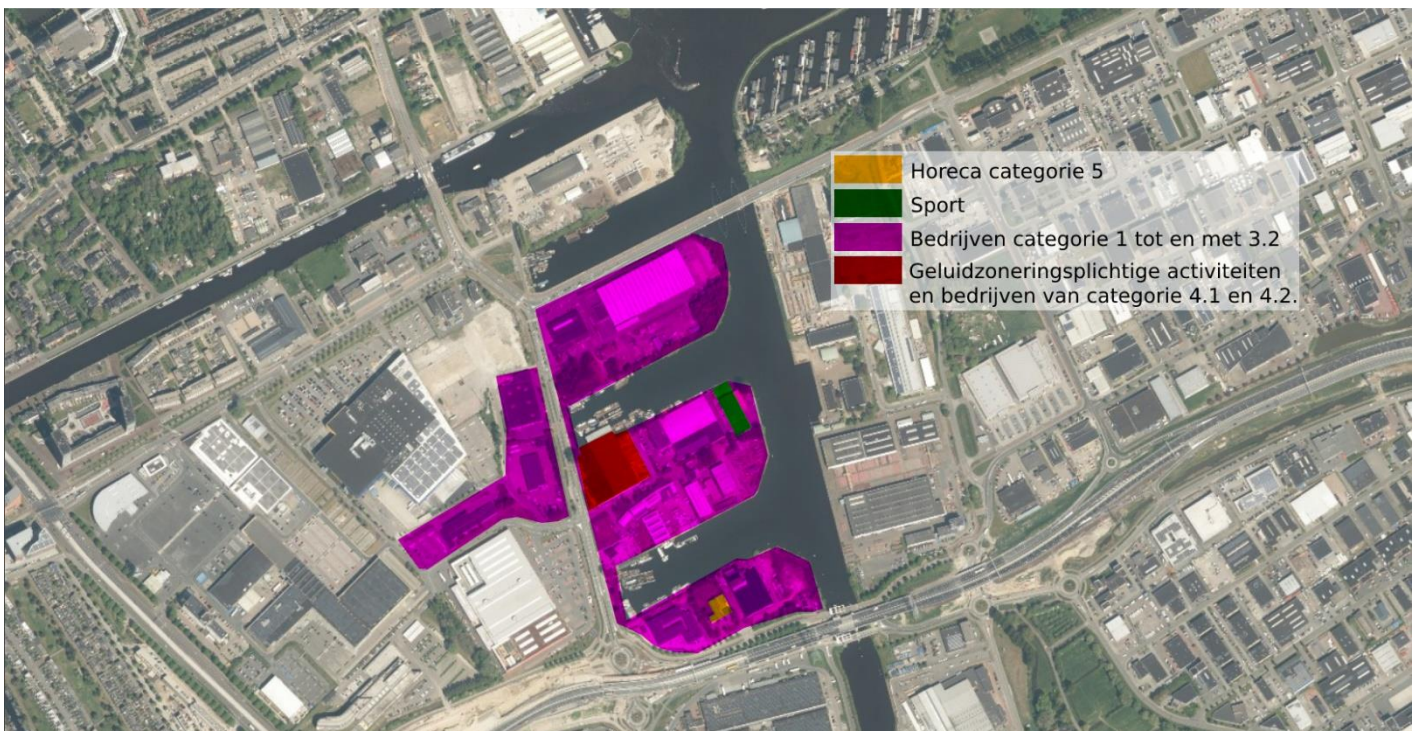 Horeca categorie 5
Sport
Bedrijven categorie 1 tot en met 3.2
Geluidzoneringsplichtige activiteiten
en bedrijven van categorie 4.1 en 4.2.